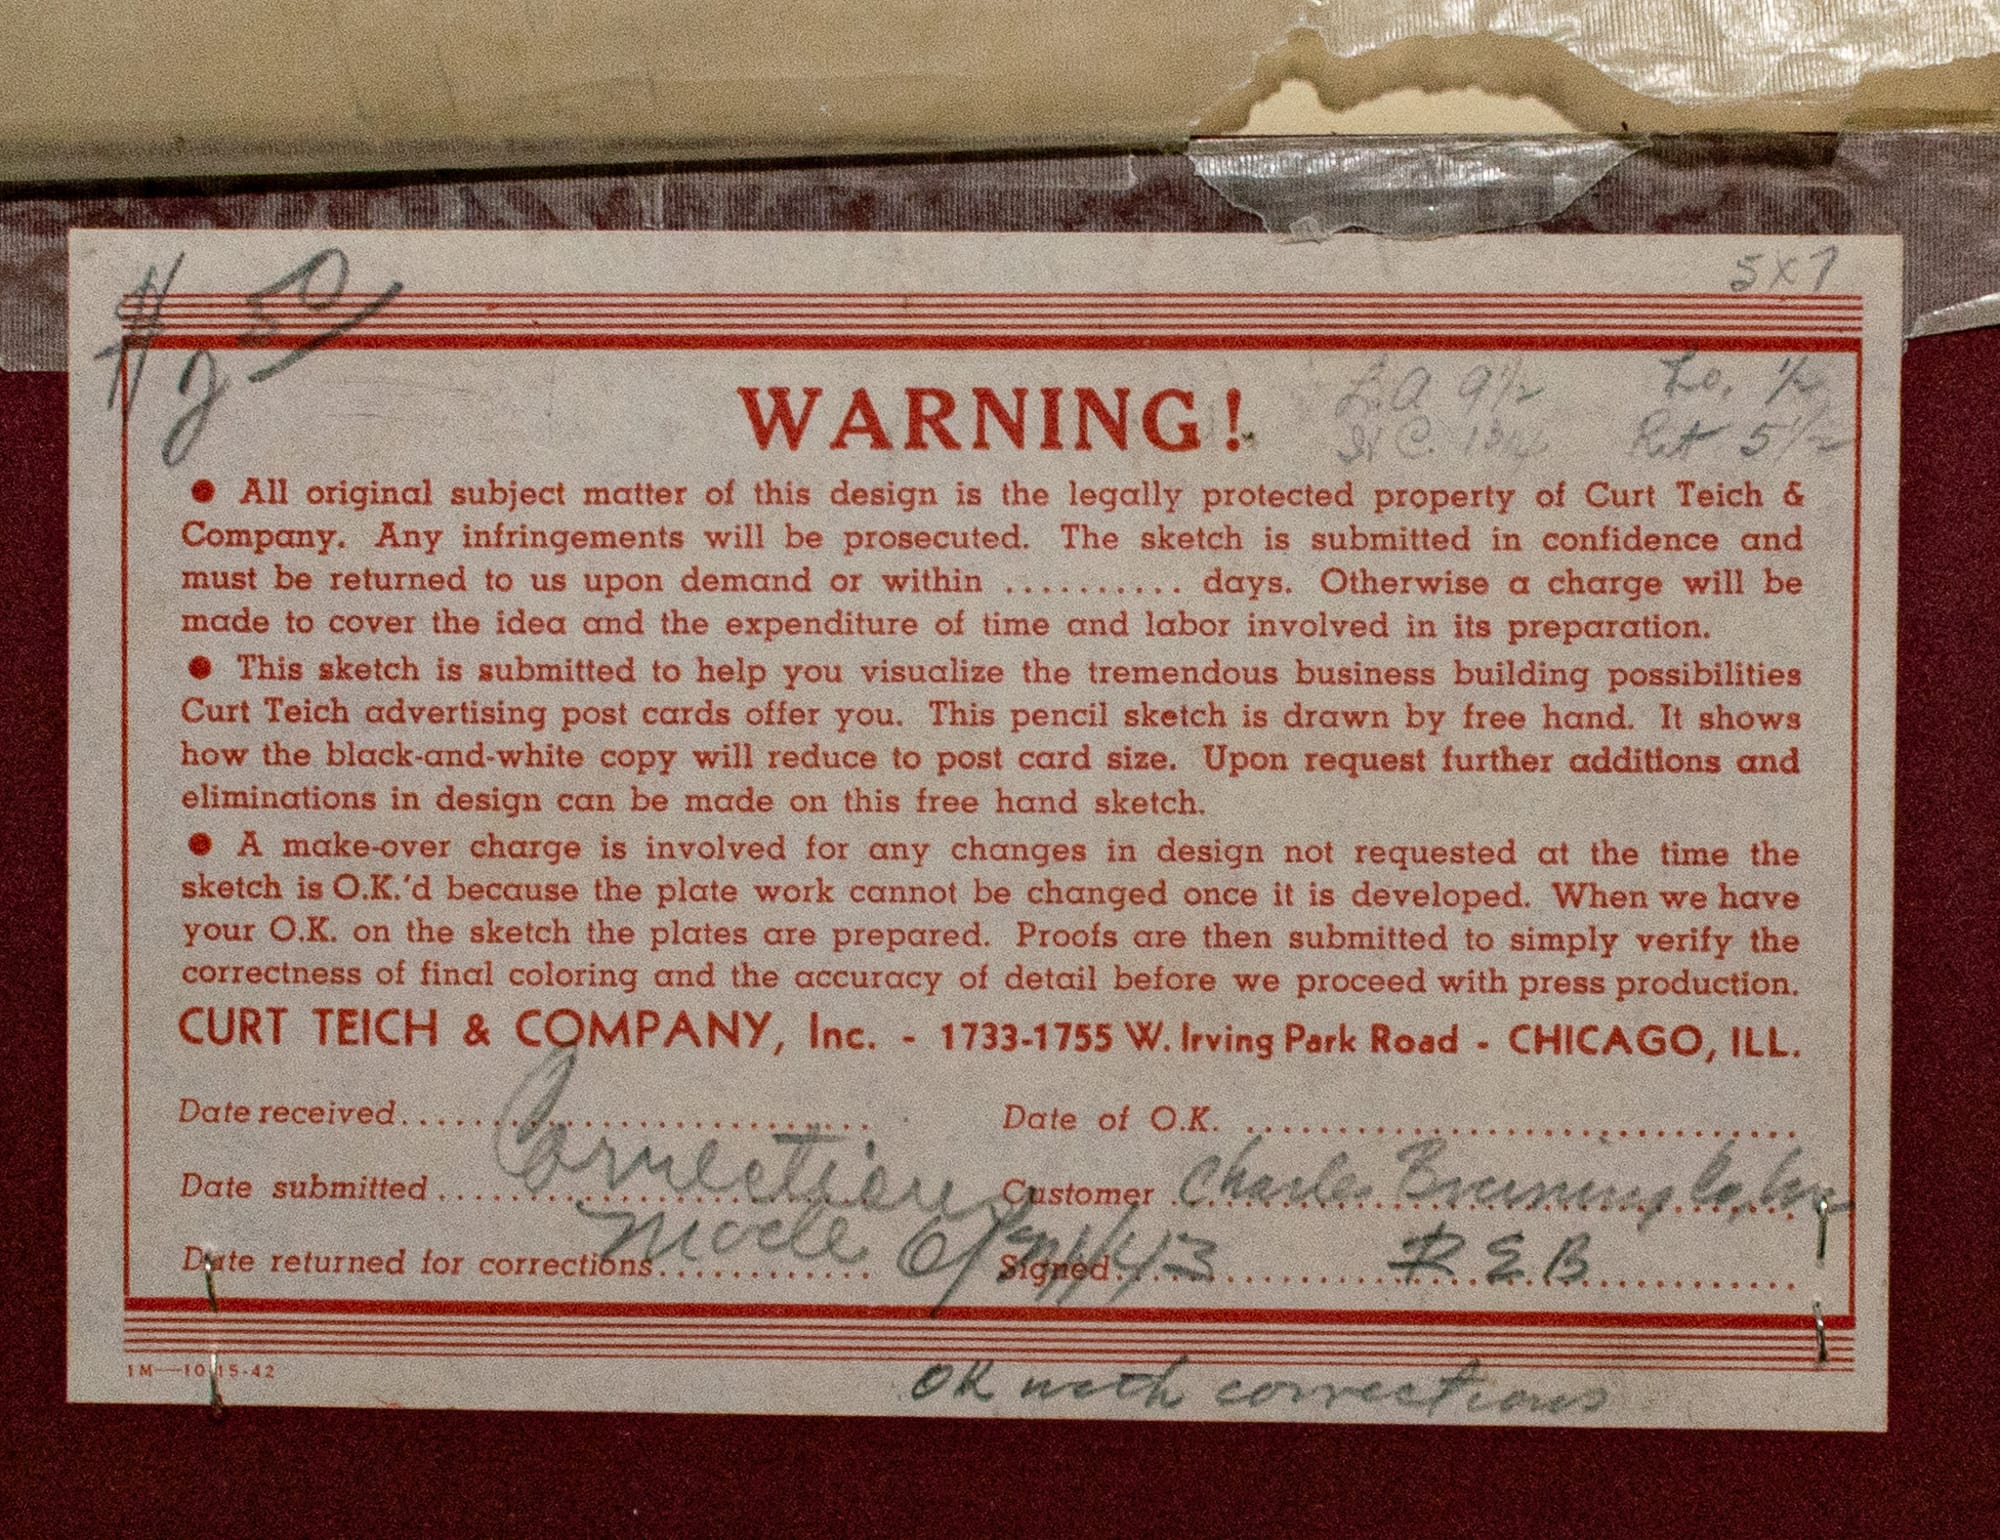 5x7
WARNING!
● All original subject matter of this design is the legally protected property of Curt Teich &
Company. Any infringements will be prosecuted. The sketch is submitted in confidence and
must be returned to us upon demand or within .......... days. Otherwise a charge will be
made to cover the idea and the expenditure of time and labor involved in its preparation.
● This sketch is submitted to help you visualize the tremendous business building possibilities
Curt Teich advertising post cards offer you. This pencil sketch is drawn by free hand. It shows
how the black-and-white copy will reduce to post card size. Upon request further additions and
eliminations in design can be made on this free hand sketch.
● A make-over charge is involved for any changes in design not requested at the time the
sketch is O.K.'d because the plate work cannot be changed once it is developed. When we have
your O.K. on the sketch the plates are prepared. Proofs are then submitted to simply verify the
correctness of final coloring and the accuracy of detail before we proceed with press production.
CURT TEICH & COMPANY, Inc. - 1733-1755 W. Irving Park Road - CHICAGO, ILL.
Date received
Date of O.K.
Corrections
Date submitted
Customer Charles Bruning Co, Inc
Made
Date returned for corrections
Signed R E B
1M—10-15-42
OK with corrections